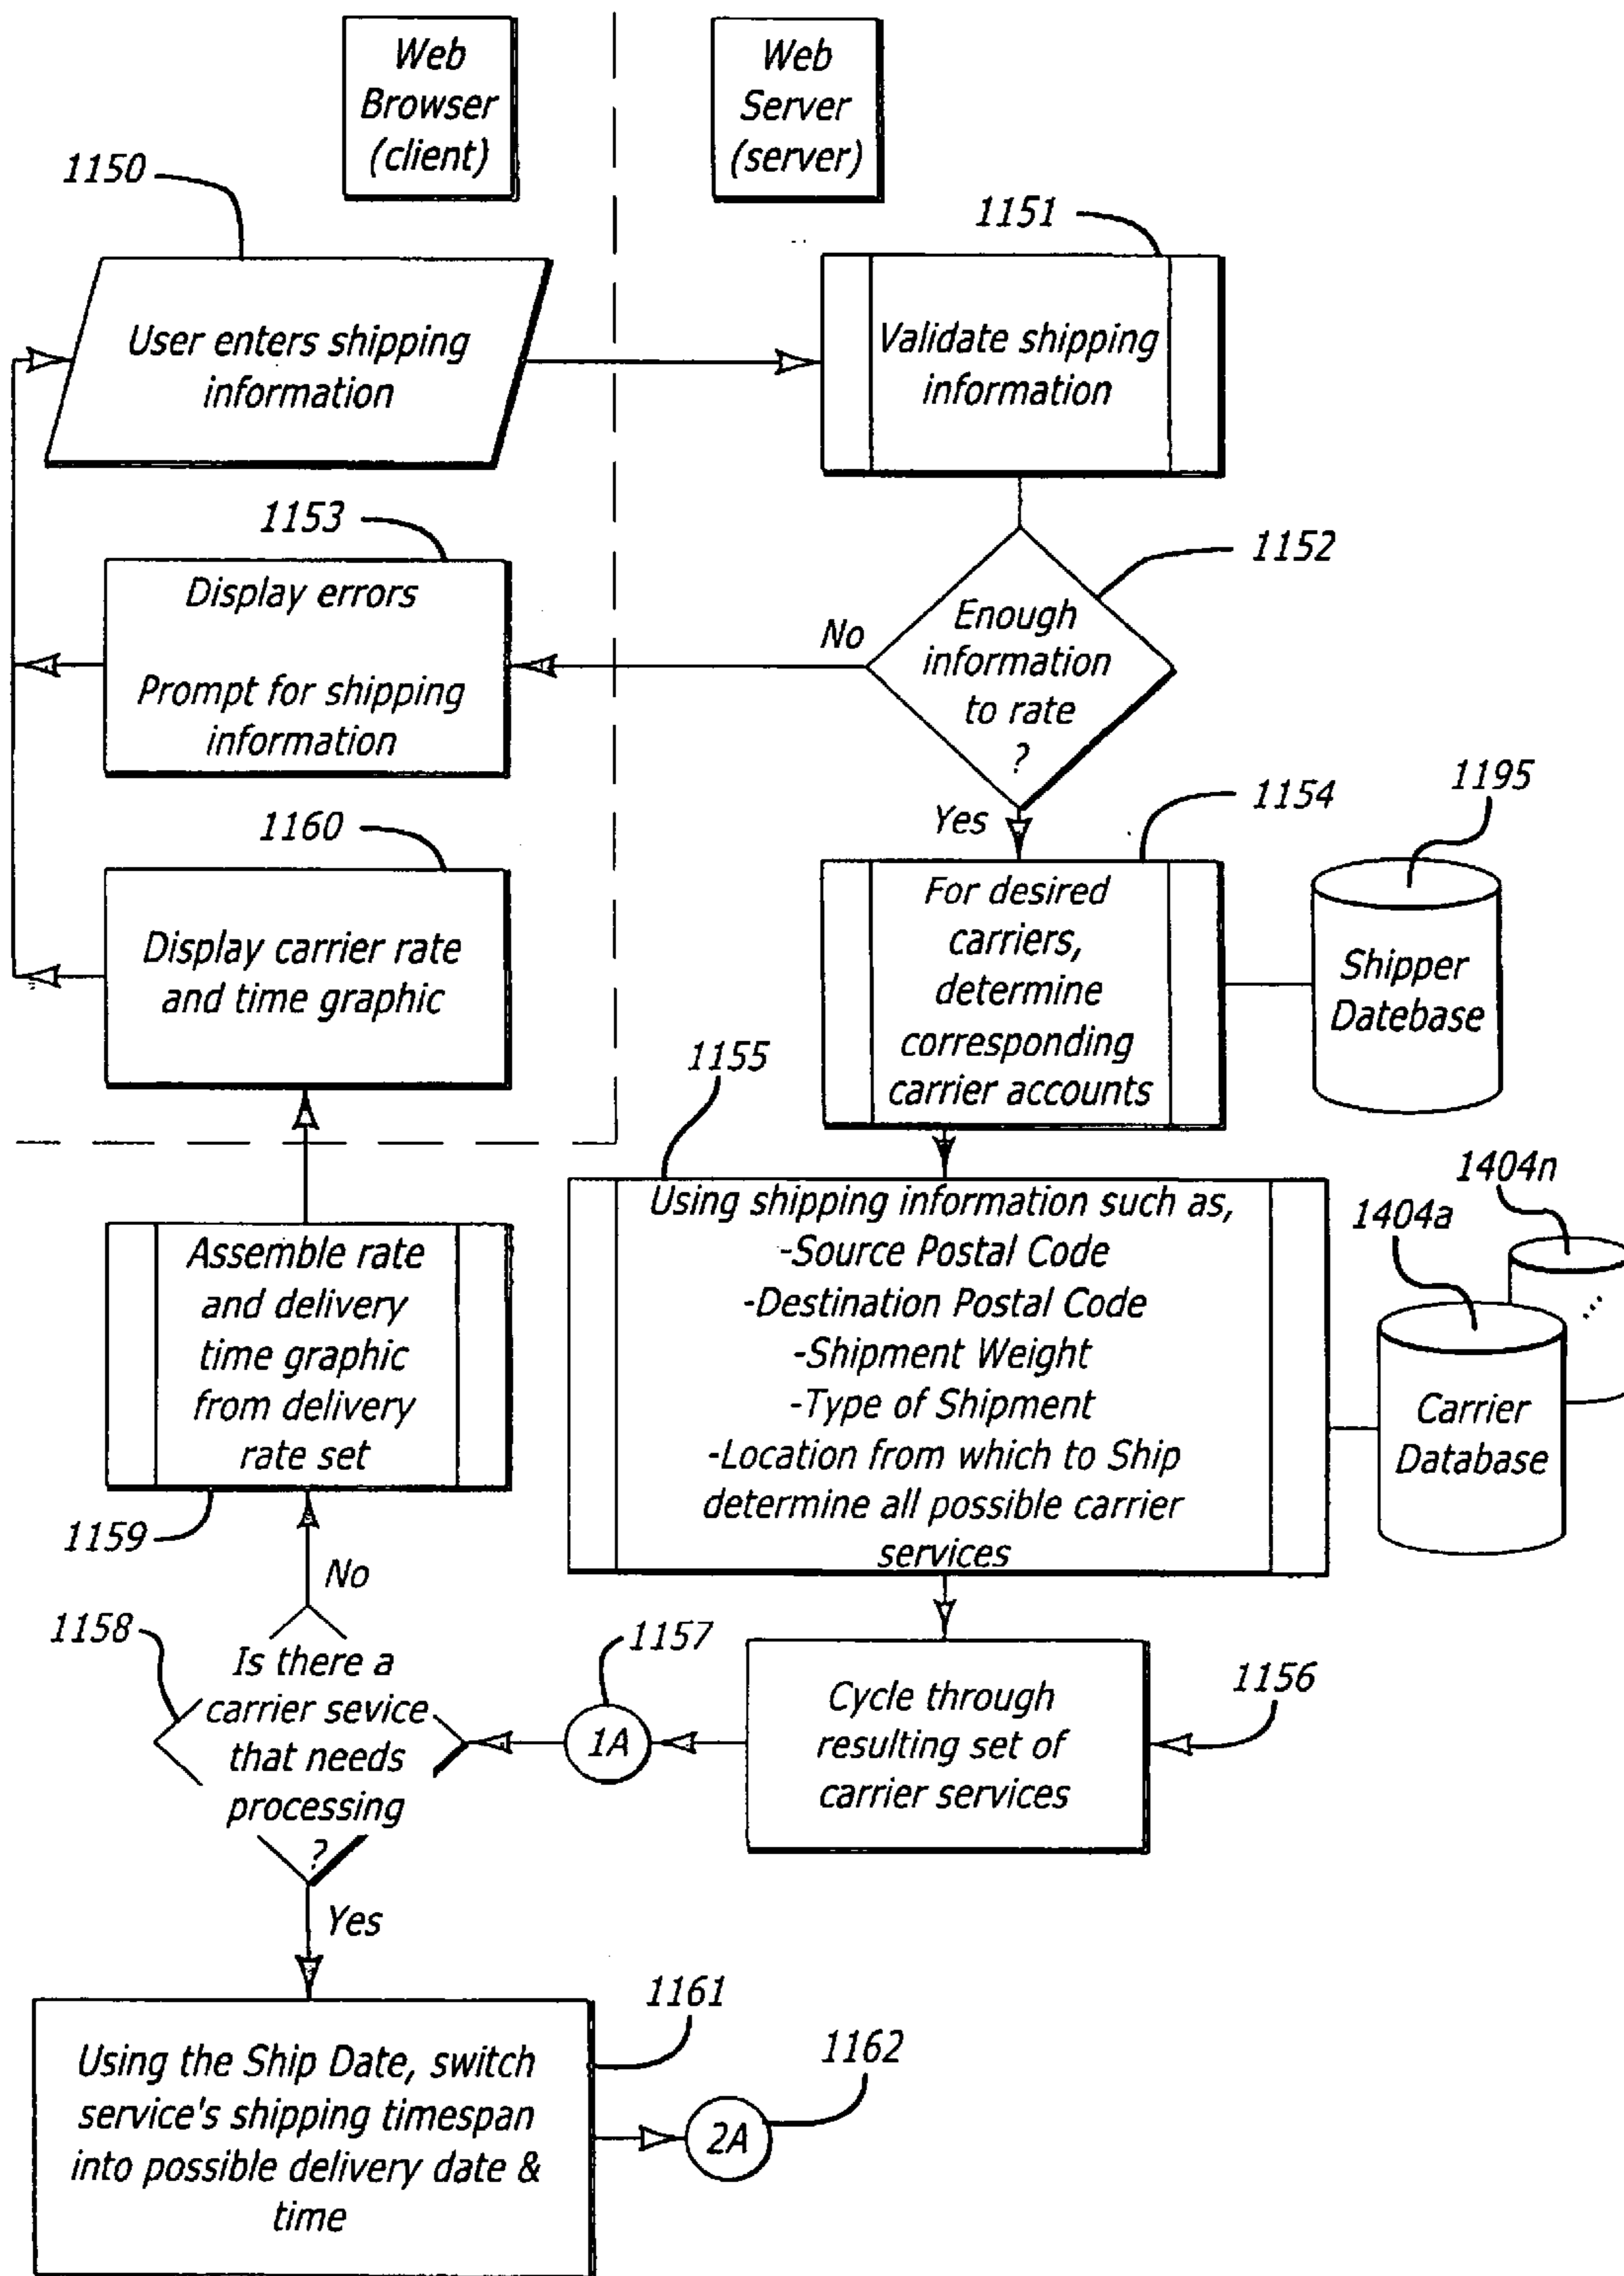 Web
Browser
(client)
Web
Server
(server)
1150
1151
User enters shipping
information
Validate shipping
information
1153
1152
Display errors
Prompt for shipping
information
No
Enough
information
to rate
?
Yes
1160
1154
1195
Display carrier rate
and time graphic
For desired
carriers,
determine
corresponding
carrier accounts
Shipper
Datebase
1155
1404n
1404a
Assemble rate
and delivery
time graphic
from delivery
rate set
Using shipping information such as,
-Source Postal Code
-Destination Postal Code
-Shipment Weight
-Type of Shipment
-Location from which to Ship
determine all possible carrier
services
...
Carrier
Database
1159
No
1158
1157
1156
Is there a
carrier sevice
that needs
processing
?
1A
Cycle through
resulting set of
carrier services
Yes
1161
1162
Using the Ship Date, switch
service's shipping timespan
into possible delivery date &
time
2A